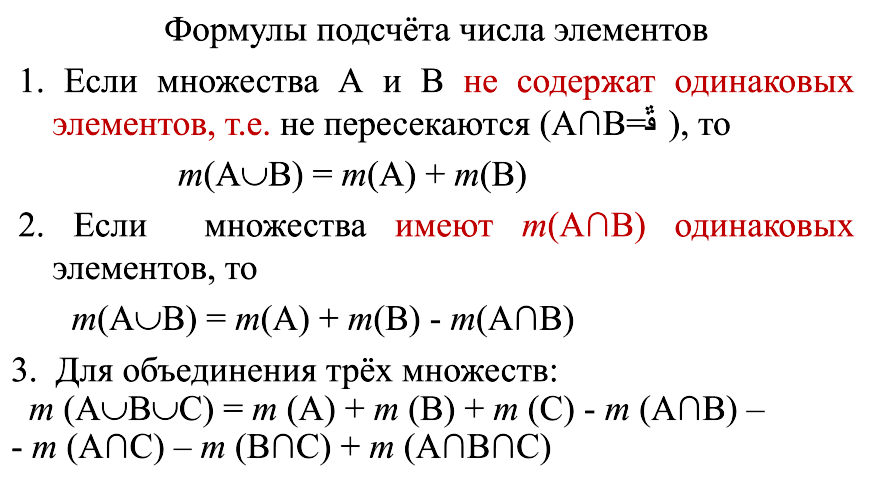 Формулы подсчёта числа элементов
1. Если множества А и В не содержат одинаковых
элементов, т.е. не пересекаются (А∩В= ), то
m(А∪В) = m(А) + m(В)
2. Если множества имеют m(А∩В) одинаковых
элементов, то
m(А∪В) = m(А) + m(В) - m(А∩В)
3. Для объединения трёх множеств:
m (А∪В∪С) = m (А) + m (В) + m (С) - m (А∩В) –
- m (А∩С) – m (В∩С) + m (А∩В∩С)